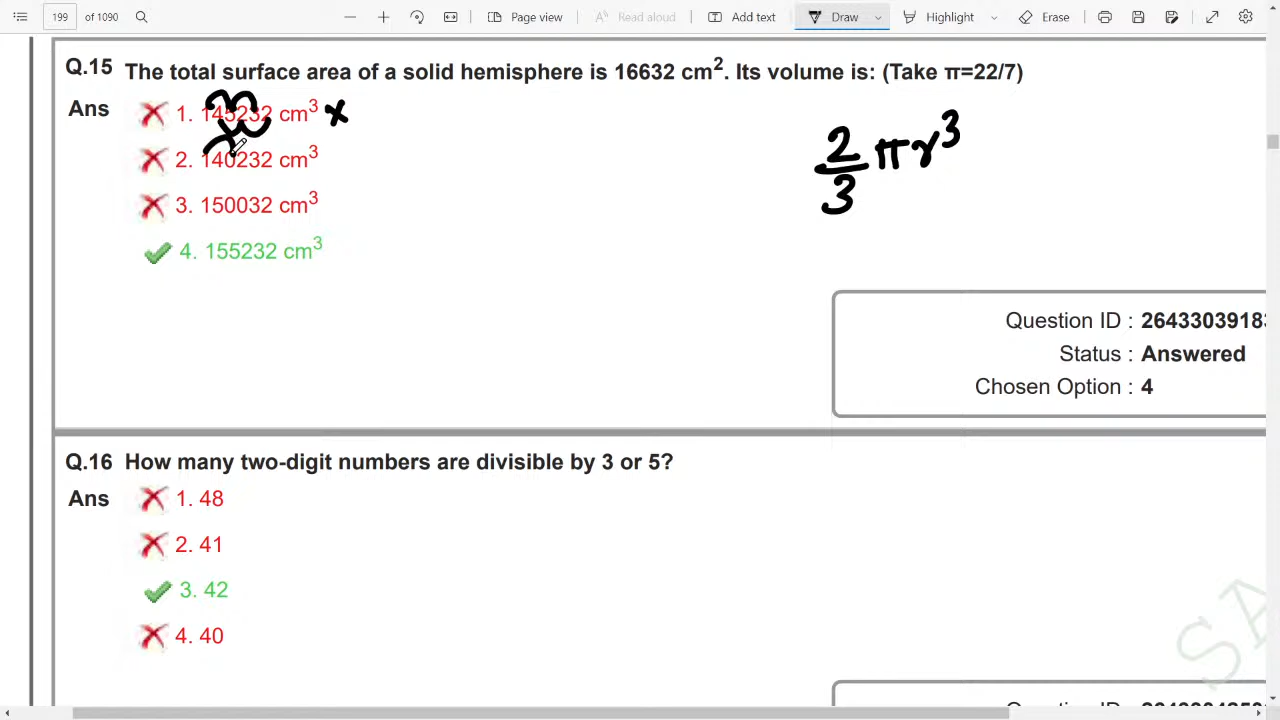 199 of 1090 Page view Read aloud Add text Draw Highlight Erase
Q.15 The total surface area of a solid hemisphere is 16632 cm². Its volume is: (Take π=22/7)
Ans 1. 145232 cm³ x
2. 140232 cm³
3. 150032 cm³
4. 155232 cm³
2/3 πr³
Question ID : 26433039183
Status : Answered
Chosen Option : 4
Q.16 How many two-digit numbers are divisible by 3 or 5?
Ans 1. 48
2. 41
3. 42
4. 40
SA